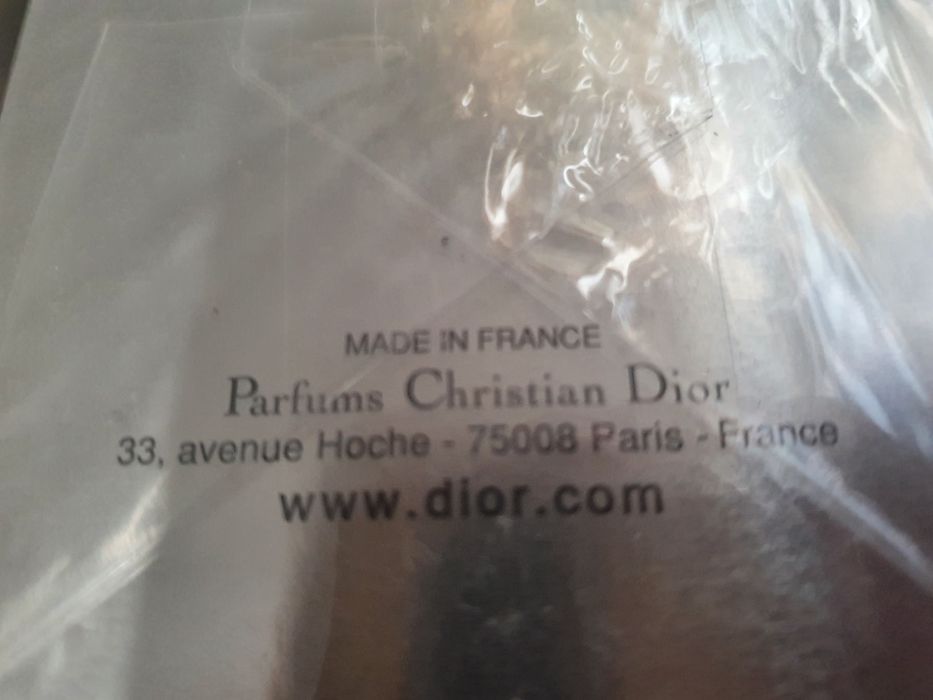 MADE IN FRANCE
Parfums Christian Dior
33, avenue Hoche - 75008 Paris - France
www.dior.com